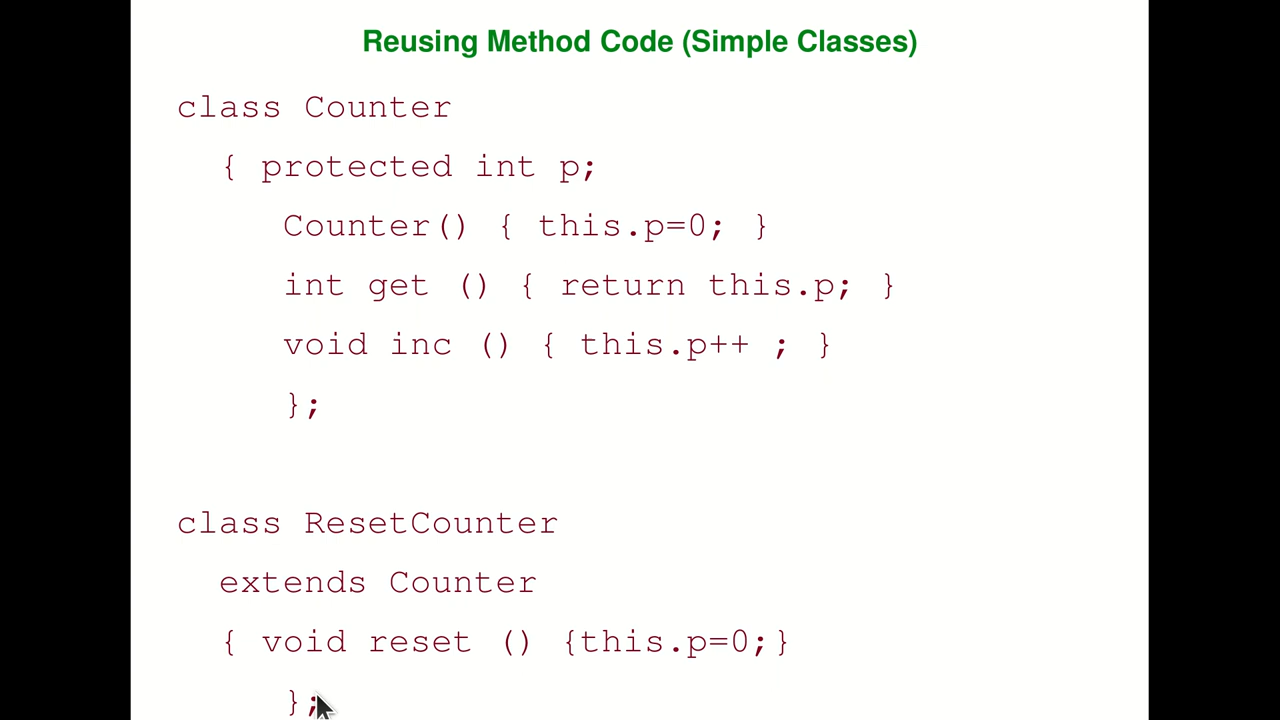 Reusing Method Code (Simple Classes)
class Counter
{ protected int p;
Counter() { this.p=0; }
int get () { return this.p; }
void inc () { this.p++ ; }
};
class ResetCounter
extends Counter
{ void reset () {this.p=0;}
};